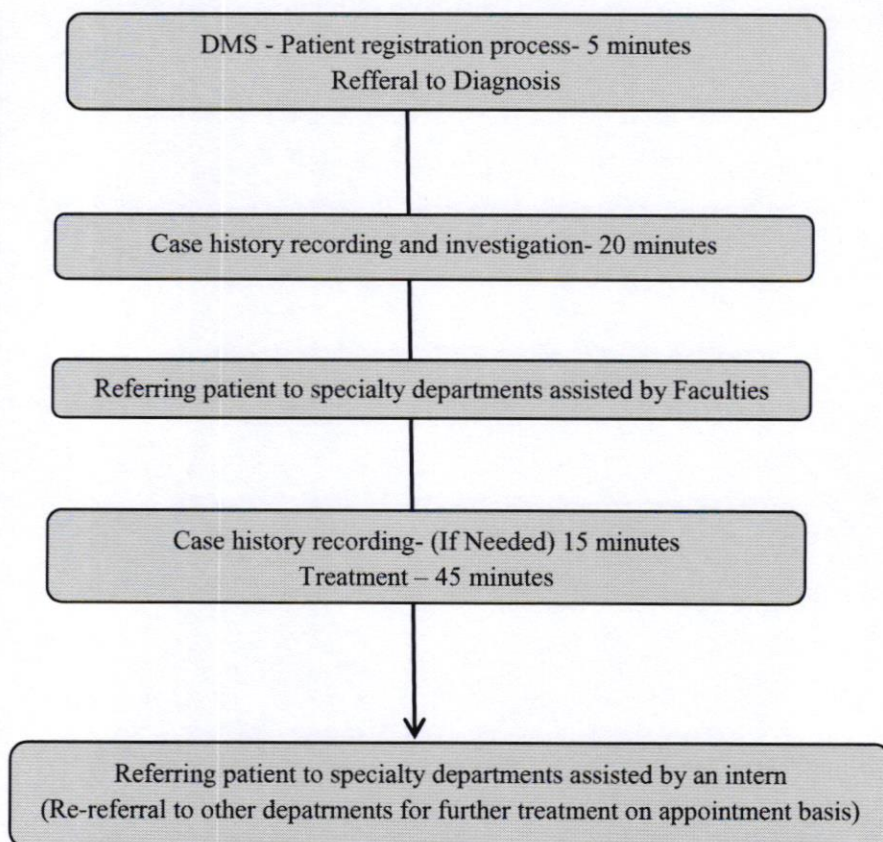 DMS - Patient registration process- 5 minutes
Refferal to Diagnosis
Case history recording and investigation- 20 minutes
Referring patient to specialty departments assisted by Faculties
Case history recording- (If Needed) 15 minutes
Treatment – 45 minutes
Referring patient to specialty departments assisted by an intern
(Re-referral to other depatrments for further treatment on appointment basis)